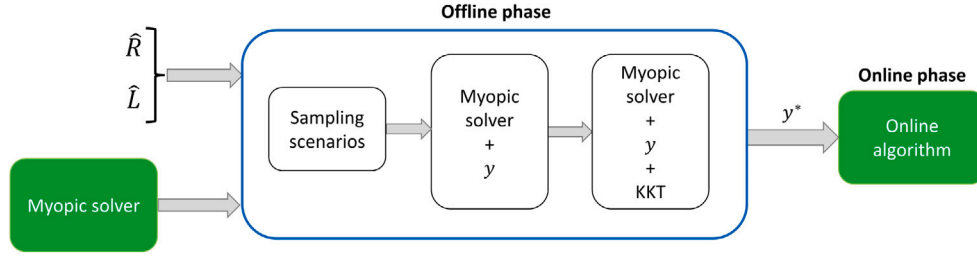 Offline phase
R̂
L̂
Myopic solver
Sampling
scenarios
Myopic
solver
+
y
Myopic
solver
+
y
+
KKT
y*
Online phase
Online
algorithm